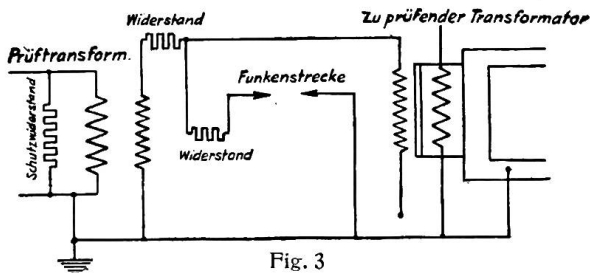 Widerstand
Zu prüfender Transformator
Prüftransform.
Funkenstrecke
Schutzwiderstand
Widerstand
Fig. 3